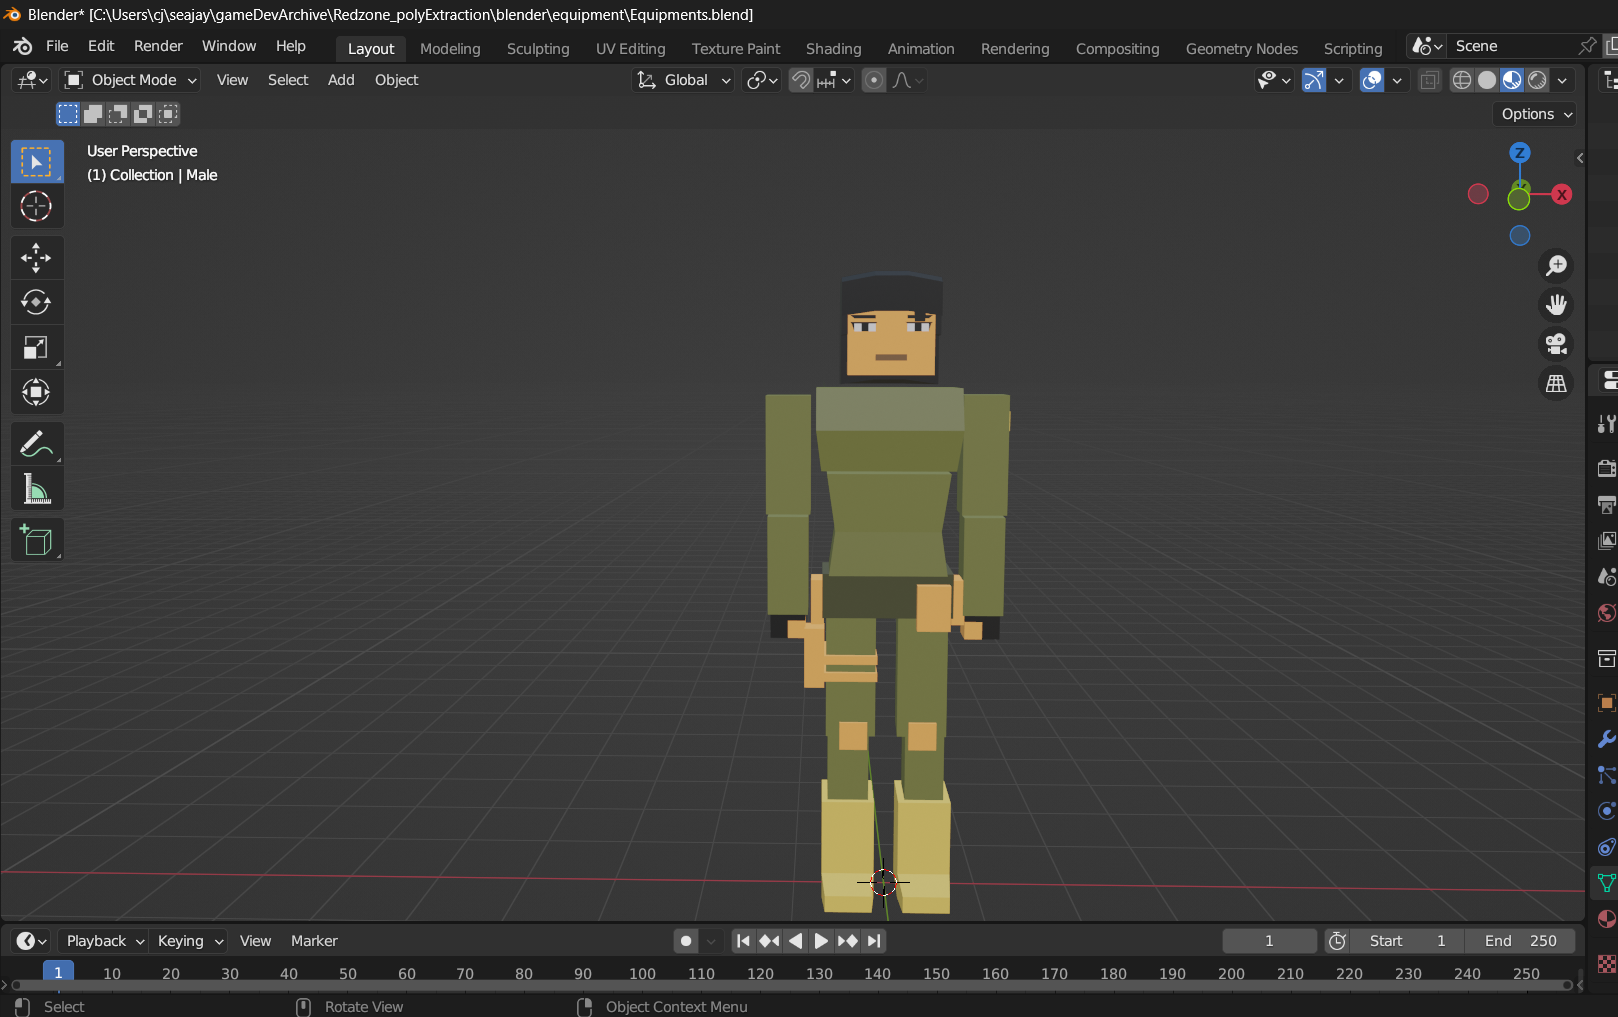 Blender* [C:\Users\cj\seajay\gameDevArchive\Redzone_polyExtraction\blender\equipment\Equipments.blend]
File Edit Render Window Help Layout Modeling Sculpting UV Editing Texture Paint Shading Animation Rendering Compositing Geometry Nodes Scripting Scene
Object Mode View Select Add Object Global
Options
User Perspective
(1) Collection | Male
Z
X
Playback Keying View Marker 1 Start 1 End 250
1 10 20 30 40 50 60 70 80 90 100 110 120 130 140 150 160 170 180 190 200 210 220 230 240 250
Select Rotate View Object Context Menu